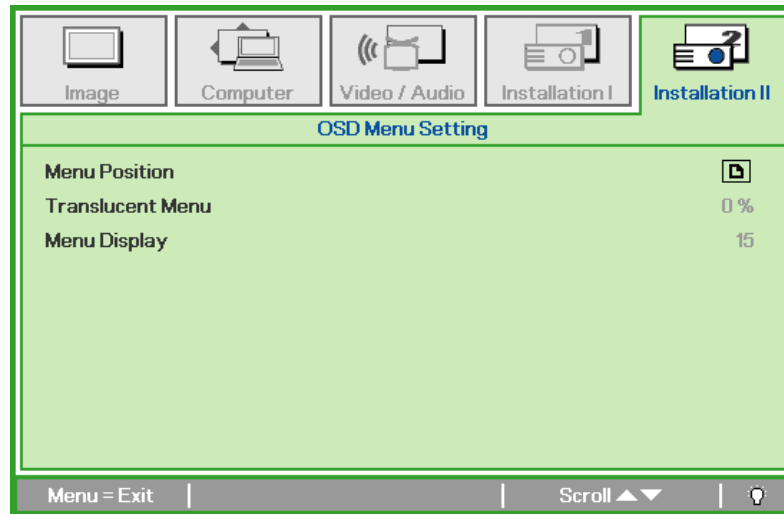 Image
Computer
Video / Audio
Installation I
Installation II
OSD Menu Setting
Menu Position
Translucent Menu
0 %
Menu Display
15
Menu = Exit
Scroll ▲▼